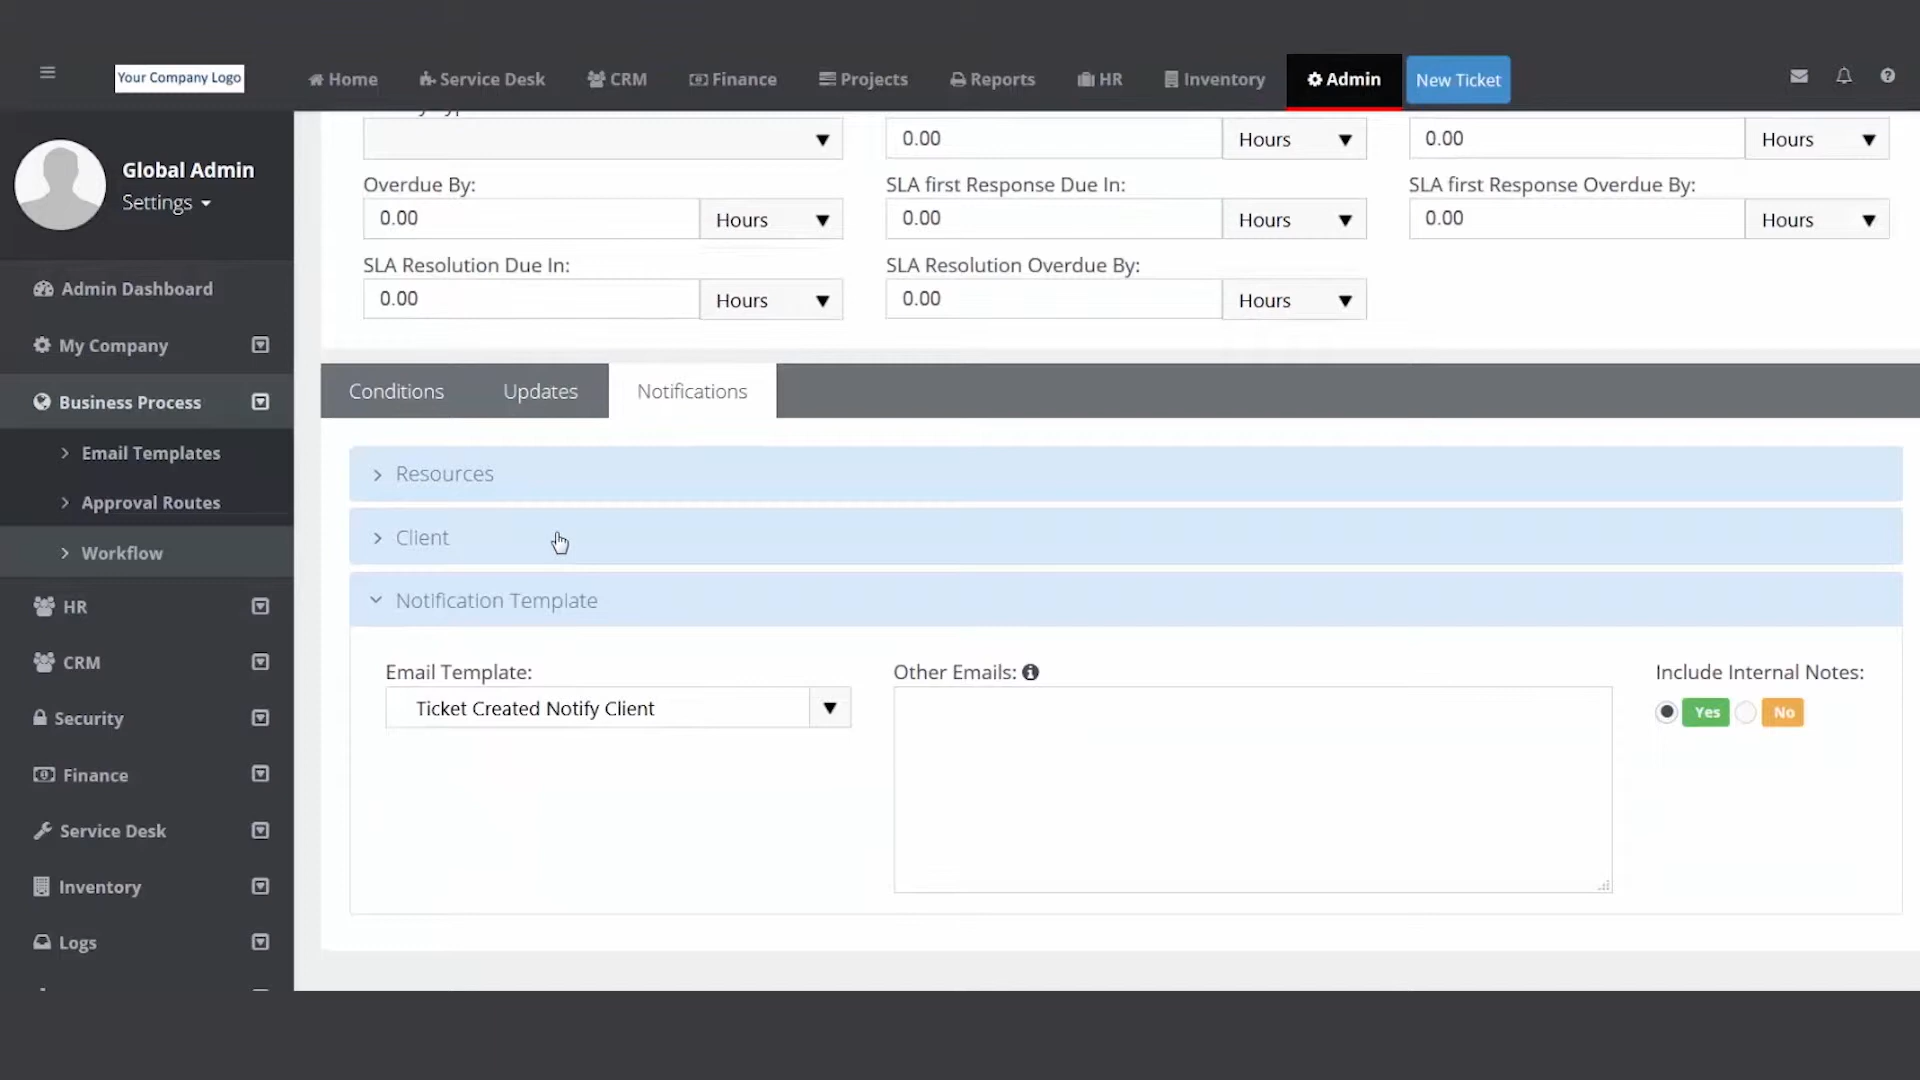 Your Company Logo
Home
Service Desk
CRM
Finance
Projects
Reports
HR
Inventory
Admin
New Ticket
Global Admin
Settings
Admin Dashboard
My Company
Business Process
Email Templates
Approval Routes
Workflow
HR
CRM
Security
Finance
Service Desk
Inventory
Logs
0.00 Hours
0.00 Hours
Overdue By:
SLA first Response Due In:
SLA first Response Overdue By:
0.00 Hours
0.00 Hours
0.00 Hours
SLA Resolution Due In:
SLA Resolution Overdue By:
0.00 Hours
0.00 Hours
Conditions
Updates
Notifications
Resources
Client
Notification Template
Email Template:
Other Emails:
Include Internal Notes:
Ticket Created Notify Client
Yes
No